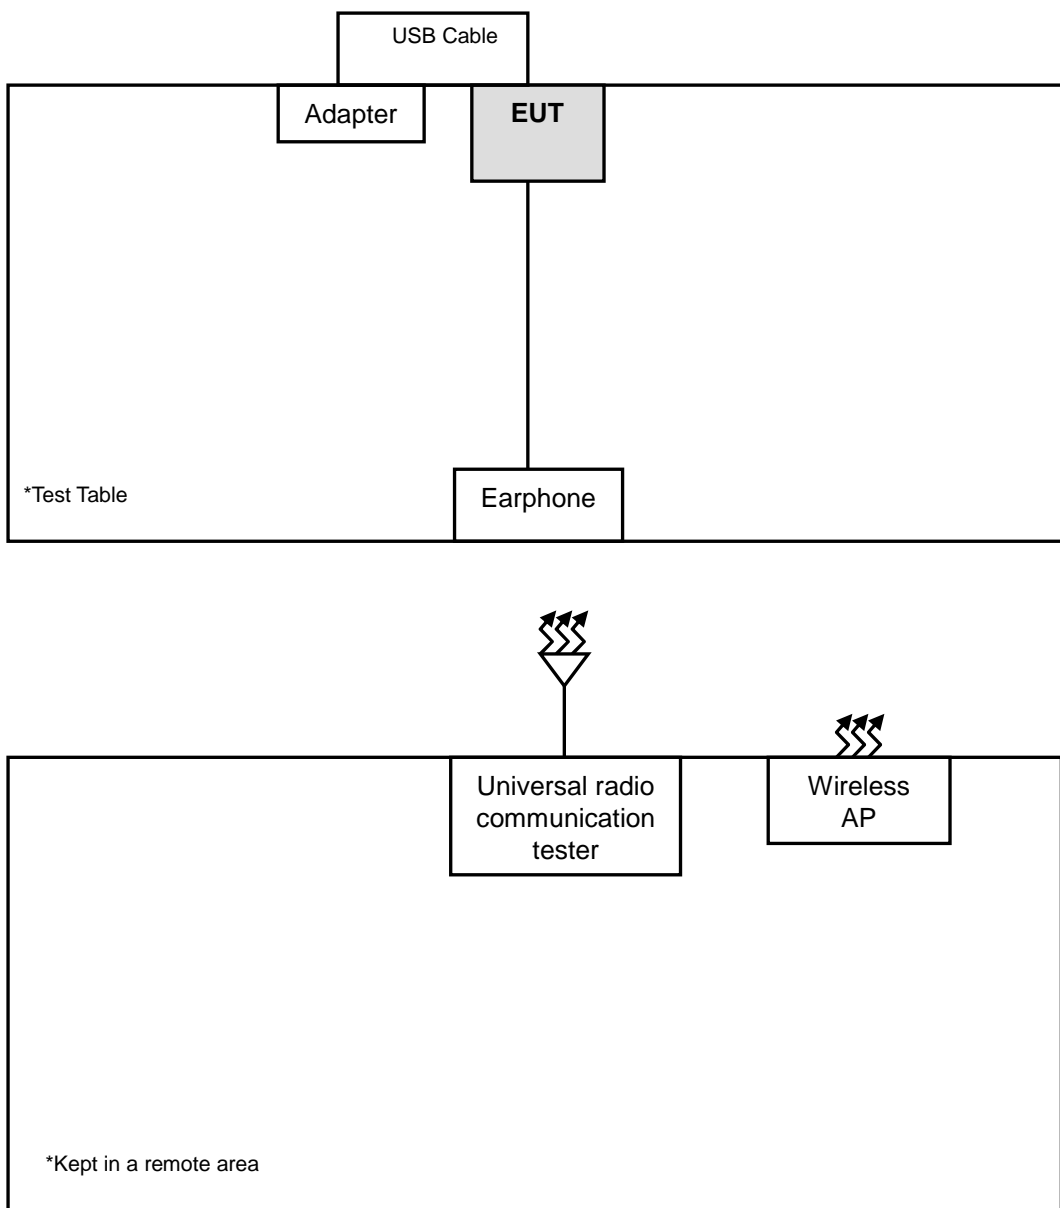 USB Cable
Adapter
EUT
*Test Table
Earphone
Universal radio
communication
tester
Wireless
AP
*Kept in a remote area